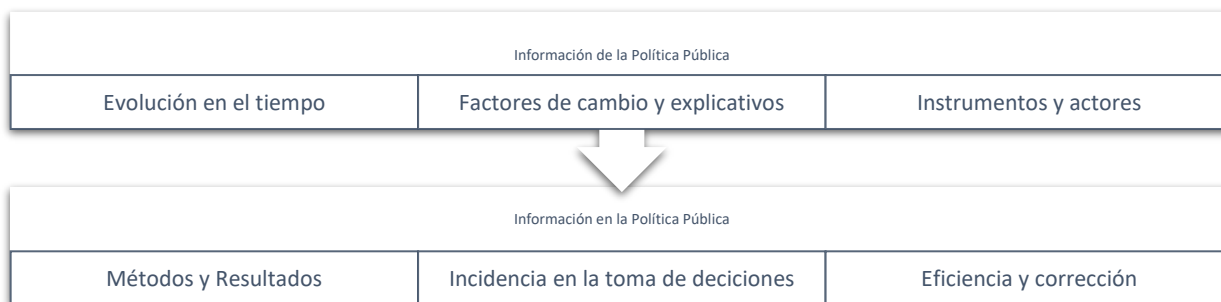 Información de la Política Pública
Evolución en el tiempo
Factores de cambio y explicativos
Instrumentos y actores
Información en la Política Pública
Métodos y Resultados
Incidencia en la toma de deciciones
Eficiencia y corrección